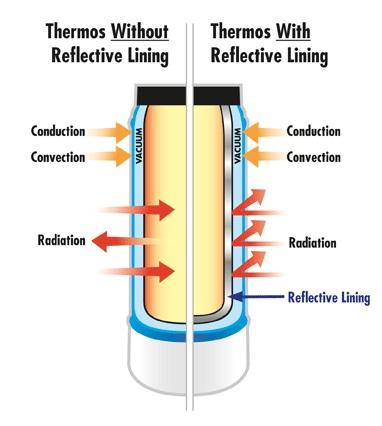 Thermos Without
Reflective Lining
Thermos With
Reflective Lining
Conduction
Convection
VACUUM
Radiation
VACUUM
Conduction
Convection
Radiation
Reflective Lining